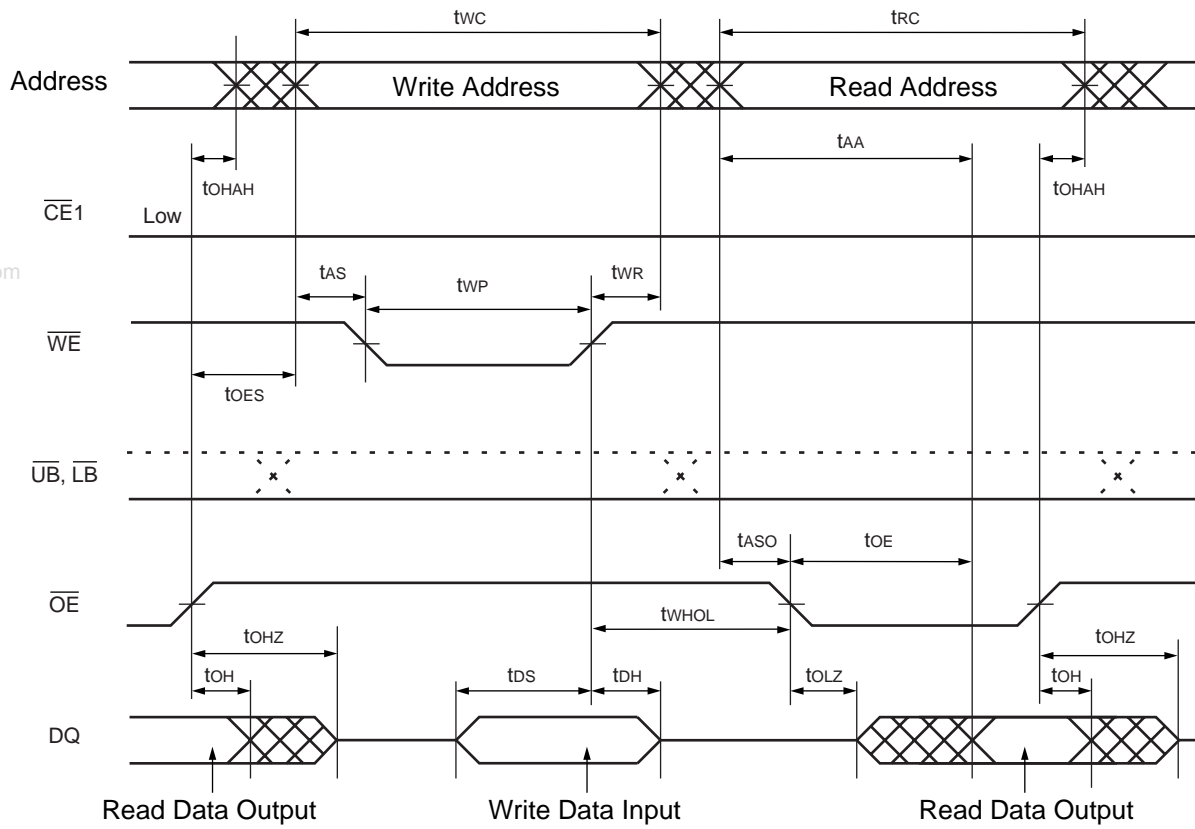 tWC tRC
Address Write Address Read Address
tAA
tOHAH tOHAH
CE1 Low
om
tAS tWP tWR
WE
tOES
UB, LB
tASO tOE
OE
tWHOL
tOHZ tOHZ
tOH tDS tDH tOLZ tOH
DQ
Read Data Output Write Data Input Read Data Output